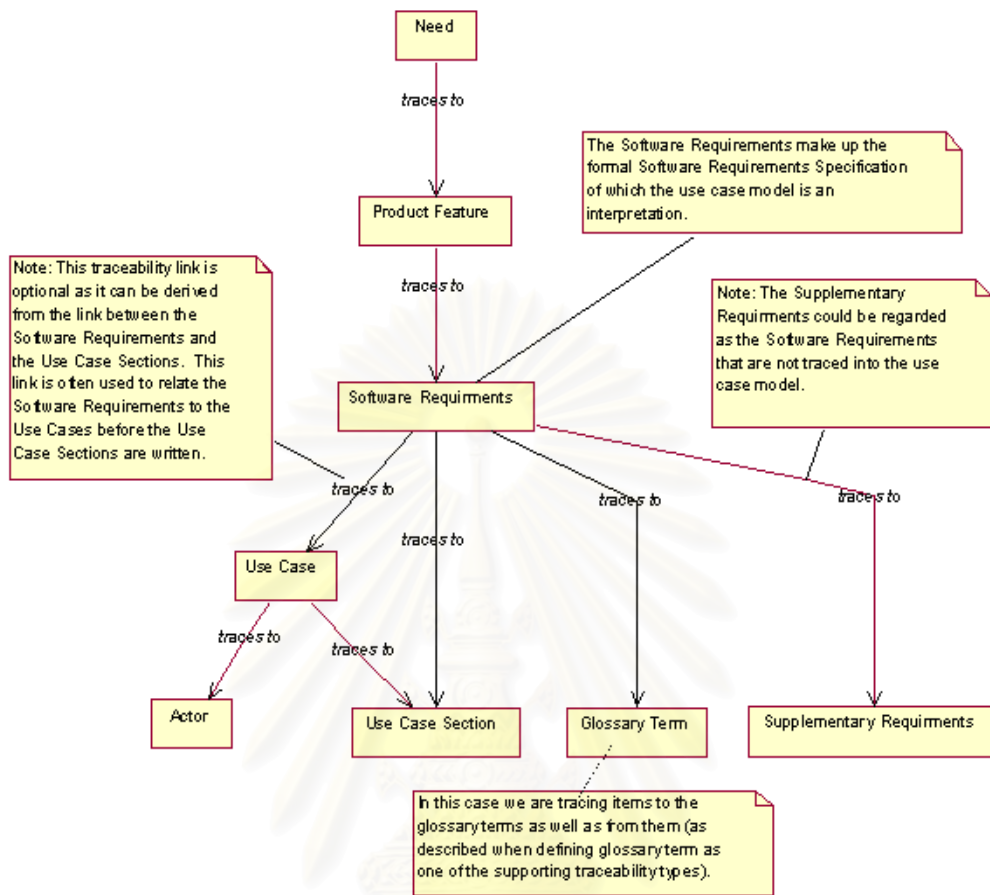 Need
traces to
The Software Requirements make up the
formal Software Requirements Specification
of which the use case model is an
interpretation.
Product Feature
Note: This traceability link is
optional as it can be derived
from the link between the
Software Requirements and
the Use Case Sections. This
link is often used to relate the
Software Requirements to the
Use Cases before the Use
Case Sections are written.
traces to
Note: The Supplementary
Requirments could be regarded
as the Software Requirements
that are not traced into the use
case model.
Software Requirments
traces to
traces to
traces to
traces to
Use Case
traces to
traces to
Actor
Use Case Section
Glossary Term
Supplementary Requirments
In this case we are tracing items to the
glossary terms as well as from them (as
described when defining glossary term as
one of the supporting traceability types).